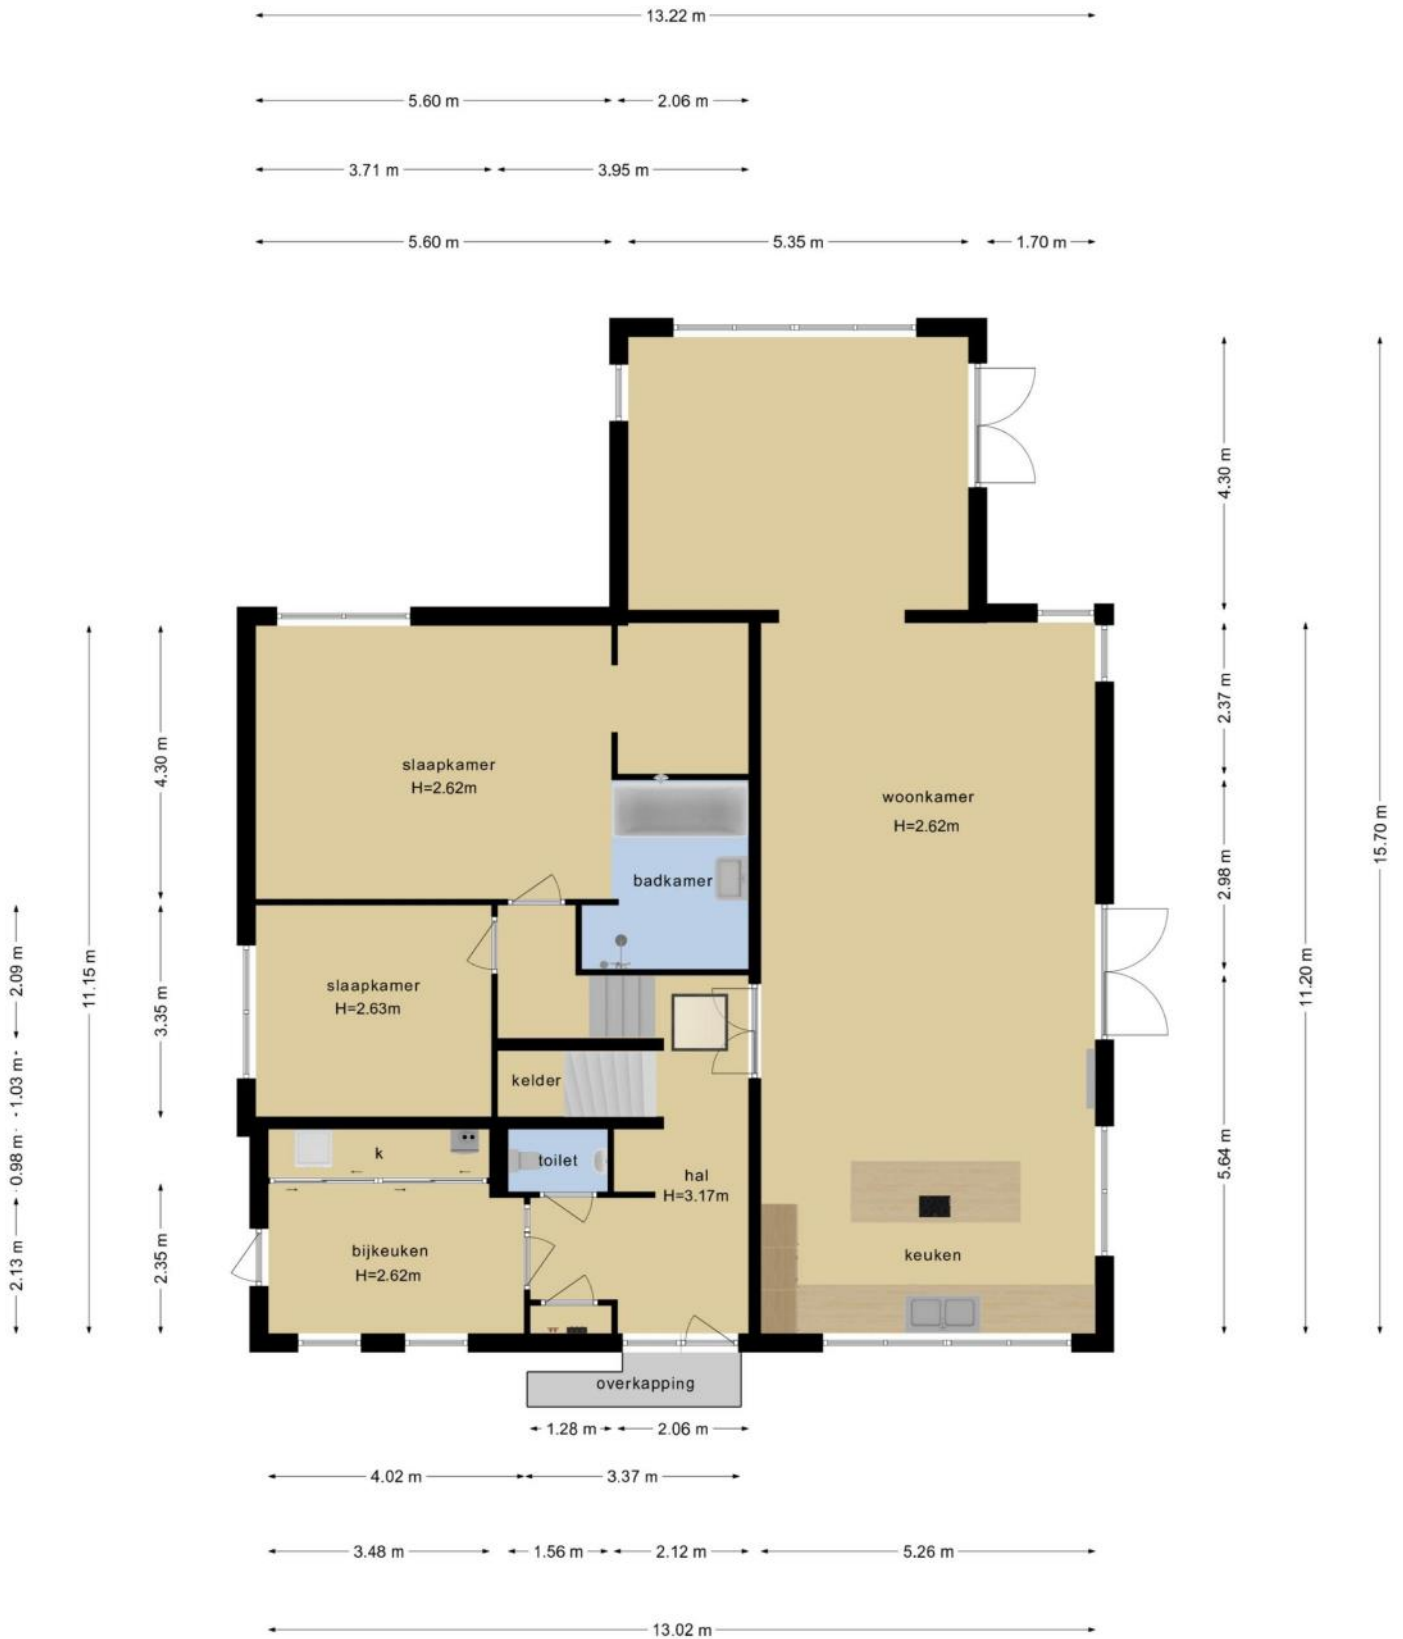 13.22 m
5.60 m
2.06 m
3.71 m
3.95 m
5.60 m
5.35 m
1.70 m
4.30 m
2.37 m
2.98 m
5.64 m
11.20 m
15.70 m
2.09 m
1.03 m
0.98 m
2.13 m
11.15 m
4.30 m
3.35 m
2.35 m
slaapkamer
H=2.62m
woonkamer
H=2.62m
badkamer
slaapkamer
H=2.63m
kelder
k
toilet
hal
H=3.17m
bijkeuken
H=2.62m
keuken
overkapping
1.28 m
2.06 m
4.02 m
3.37 m
3.48 m
1.56 m
2.12 m
5.26 m
13.02 m